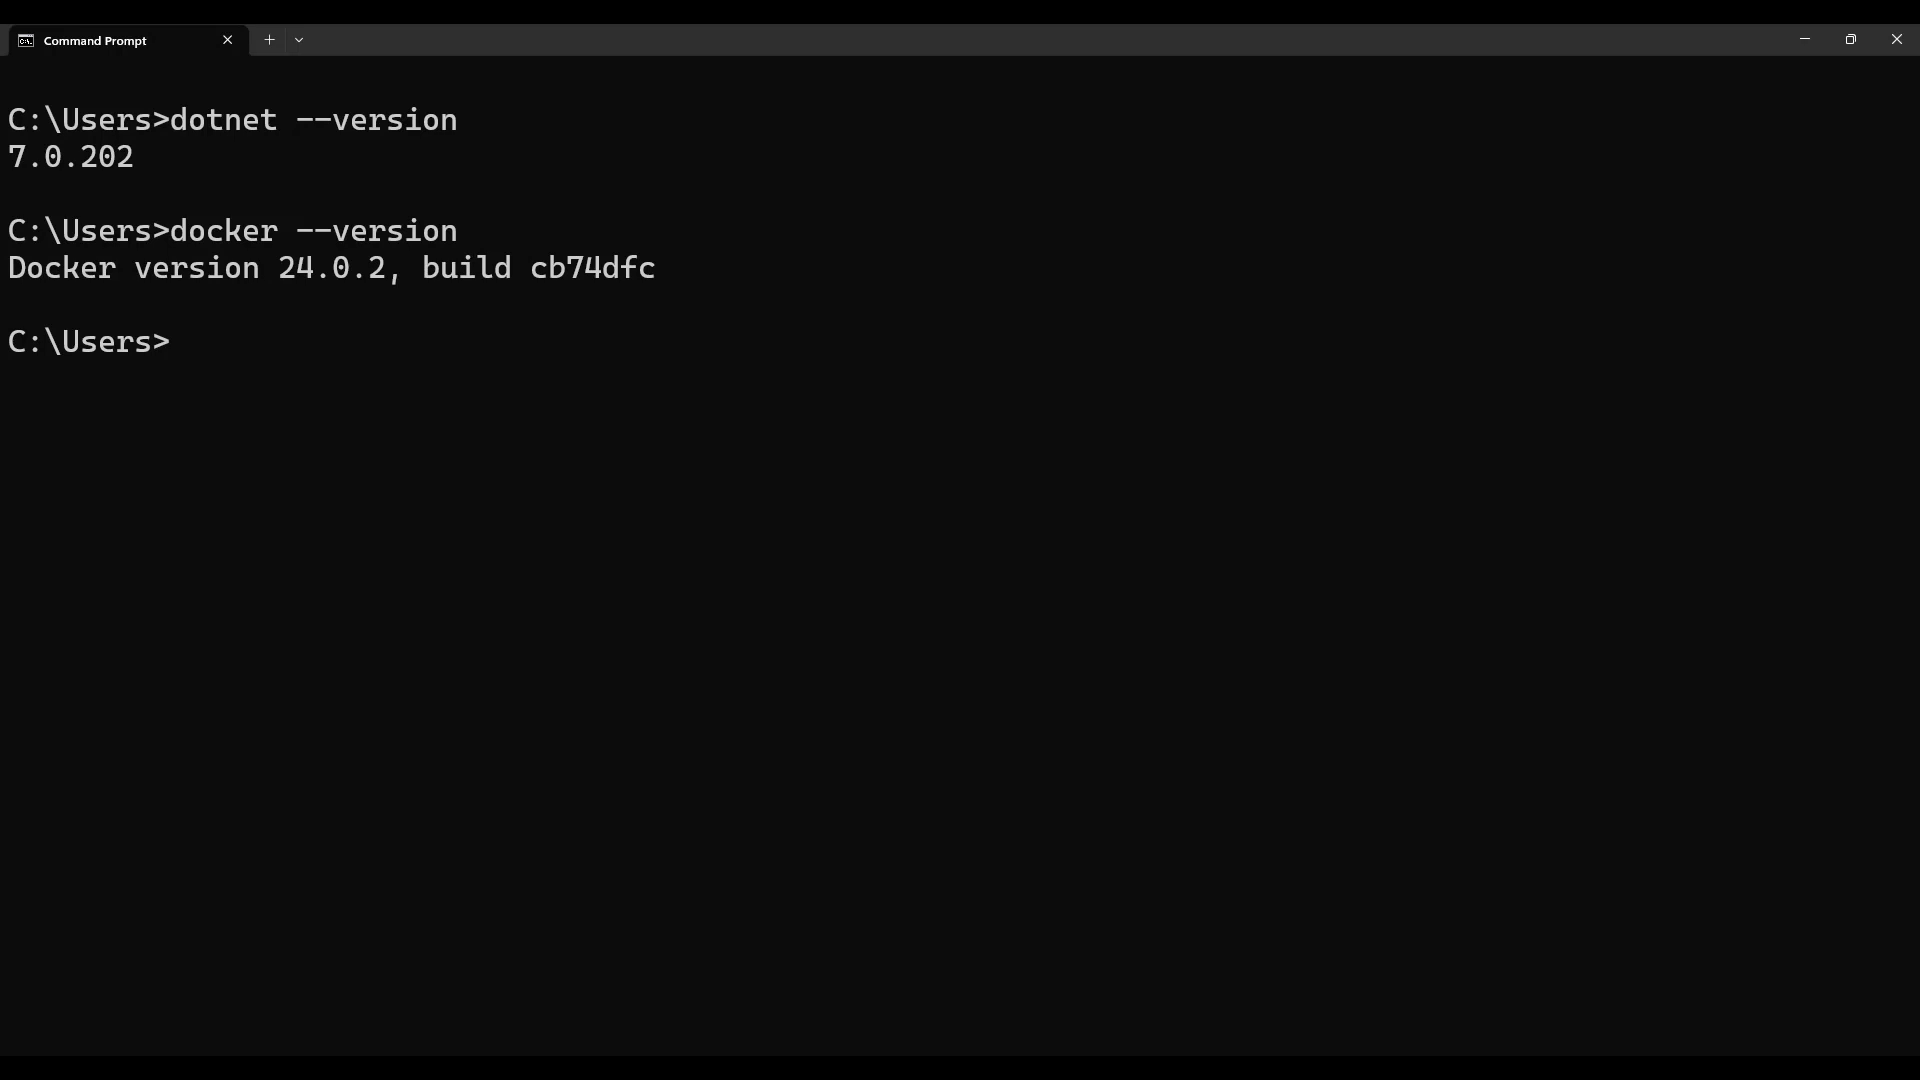 Command Prompt
C:\Users>dotnet --version
7.0.202
C:\Users>docker --version
Docker version 24.0.2, build cb74dfc
C:\Users>